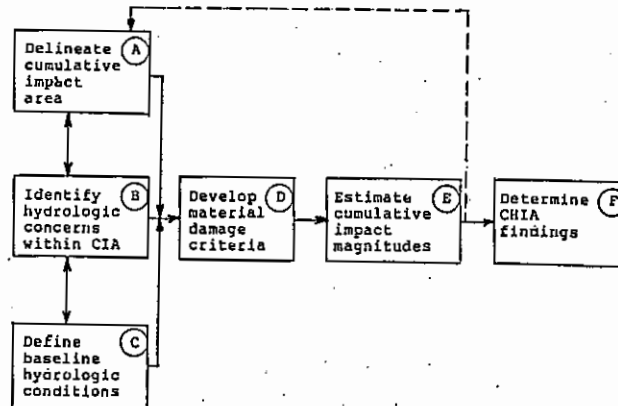 Delineate A
cumulative
impact
area
Identify B
hydrologic
concerns
within CIA
Define C
baseline
hydrologic
conditions
Develop D
material
damage
criteria
Estimate E
cumulative
impact
magnitudes
Determine F
CHIA
findings